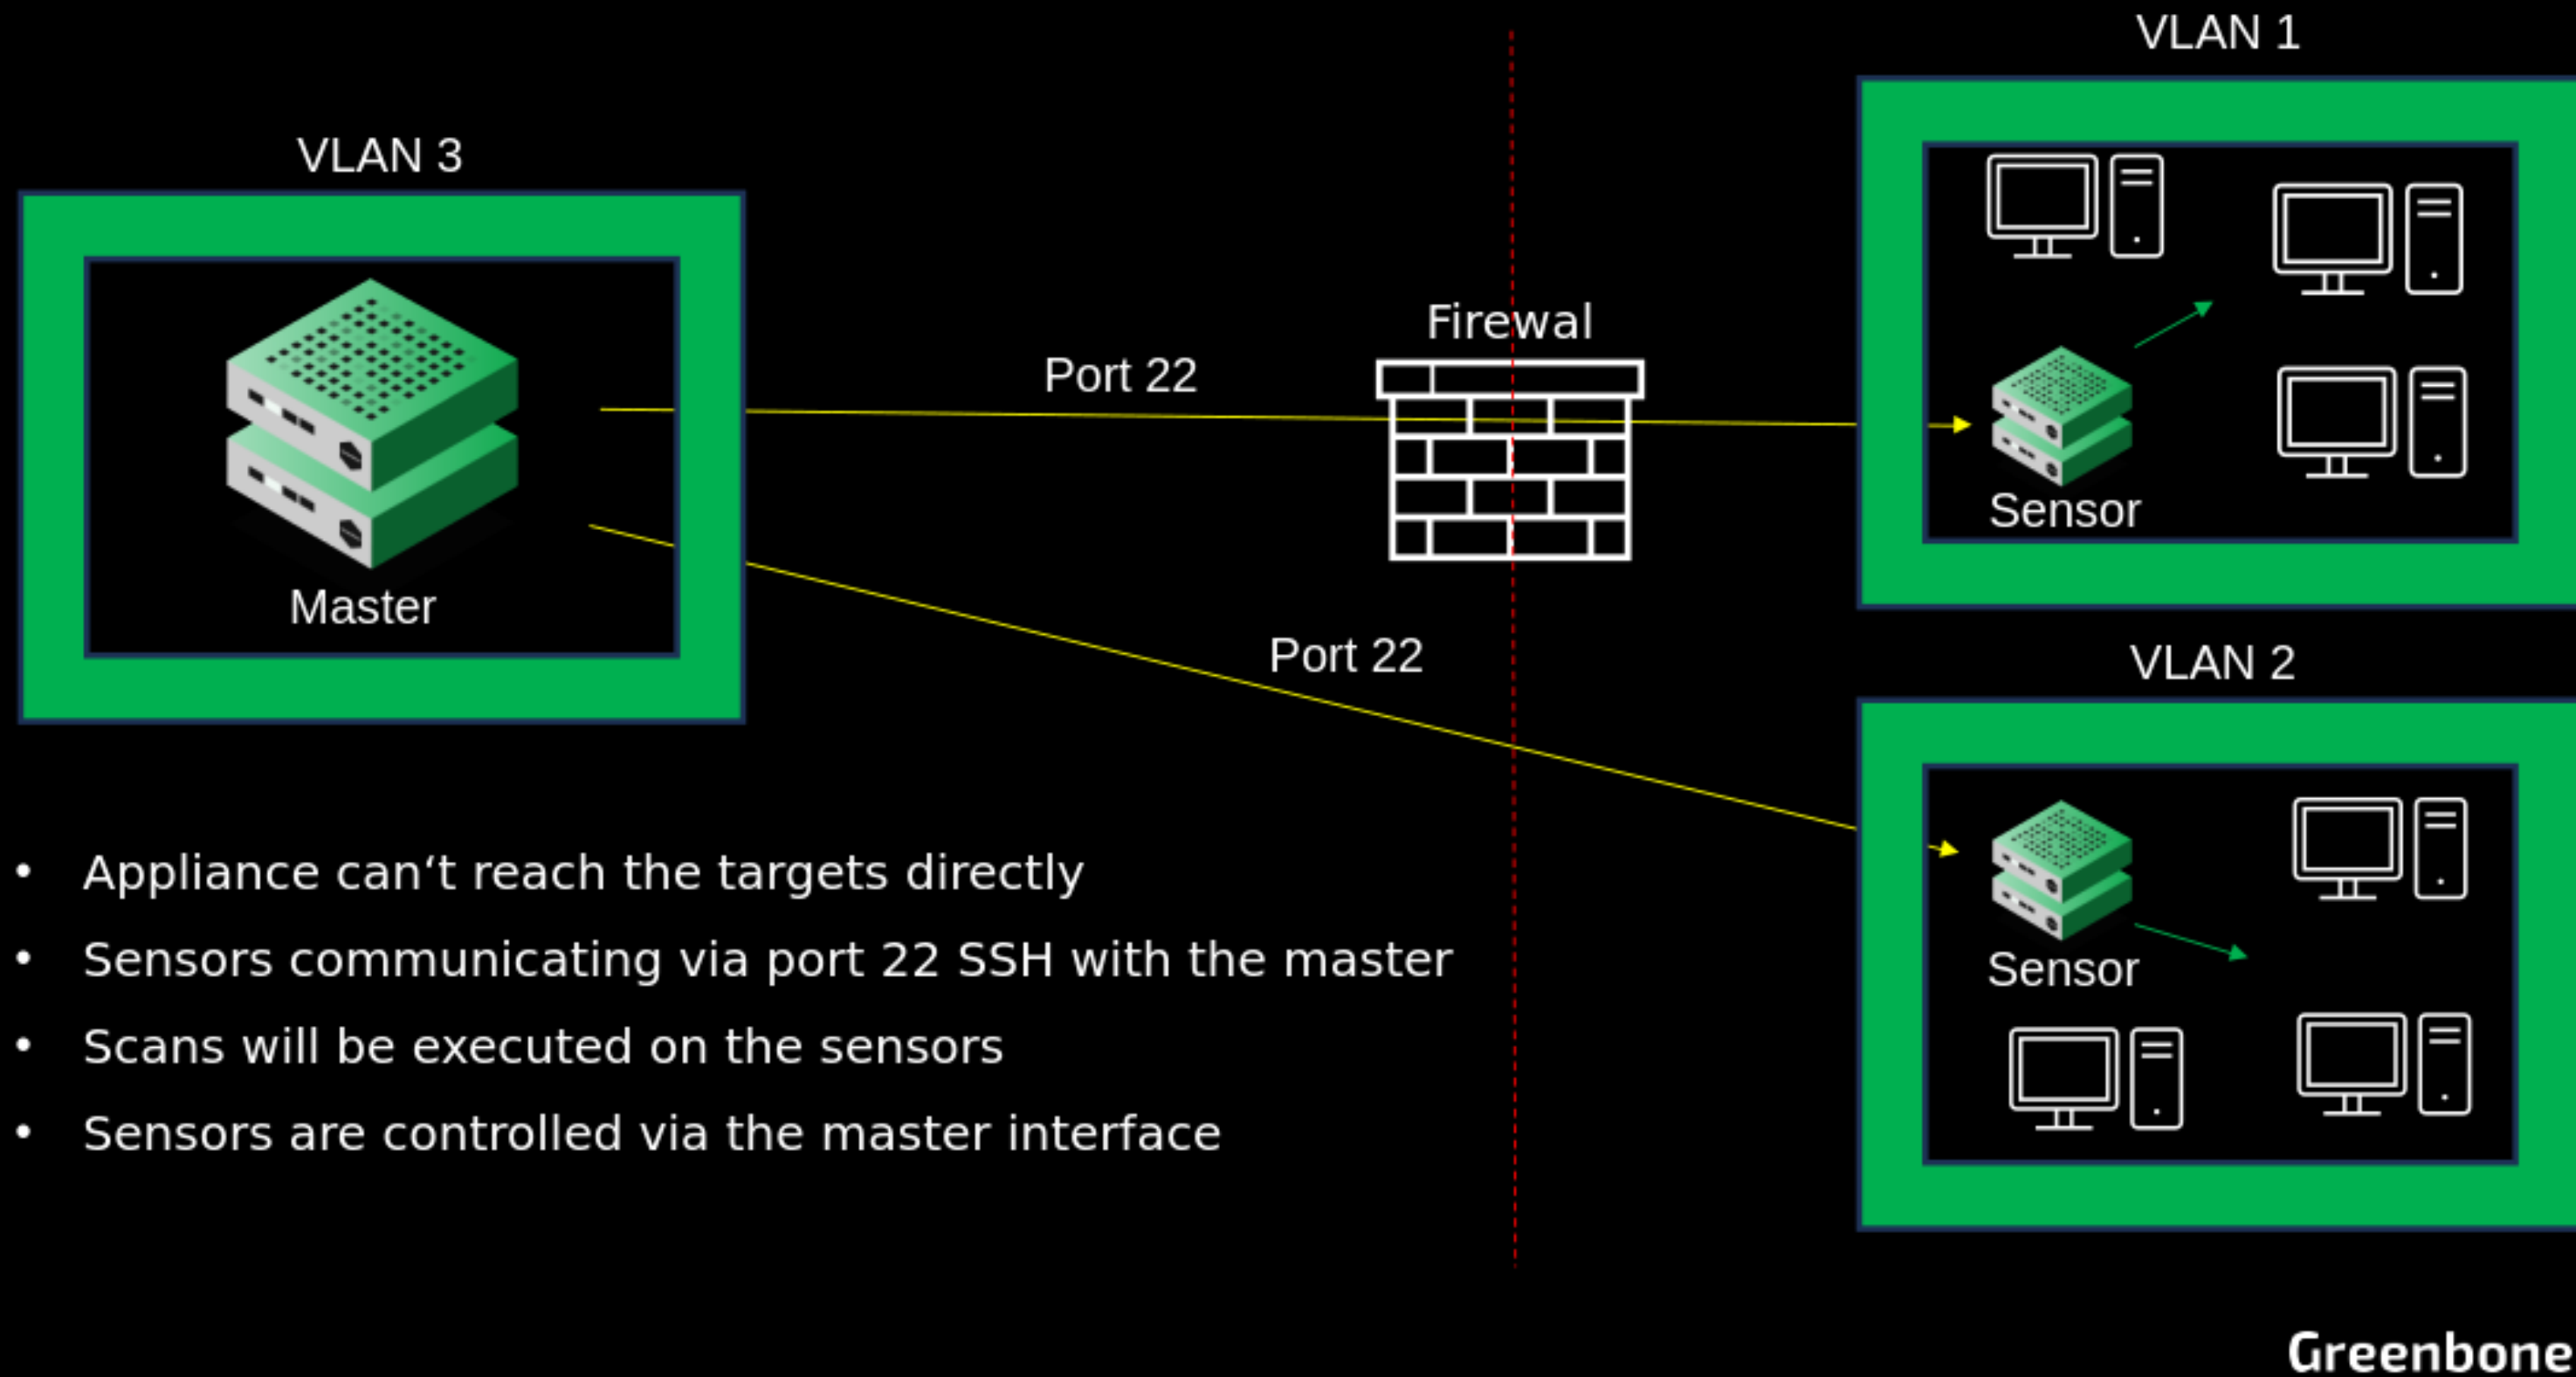 VLAN 1
VLAN 3
Firewal
Port 22
Sensor
Master
Port 22
VLAN 2
• Appliance can‘t reach the targets directly
• Sensors communicating via port 22 SSH with the master
Sensor
• Scans will be executed on the sensors
• Sensors are controlled via the master interface
Greenbone